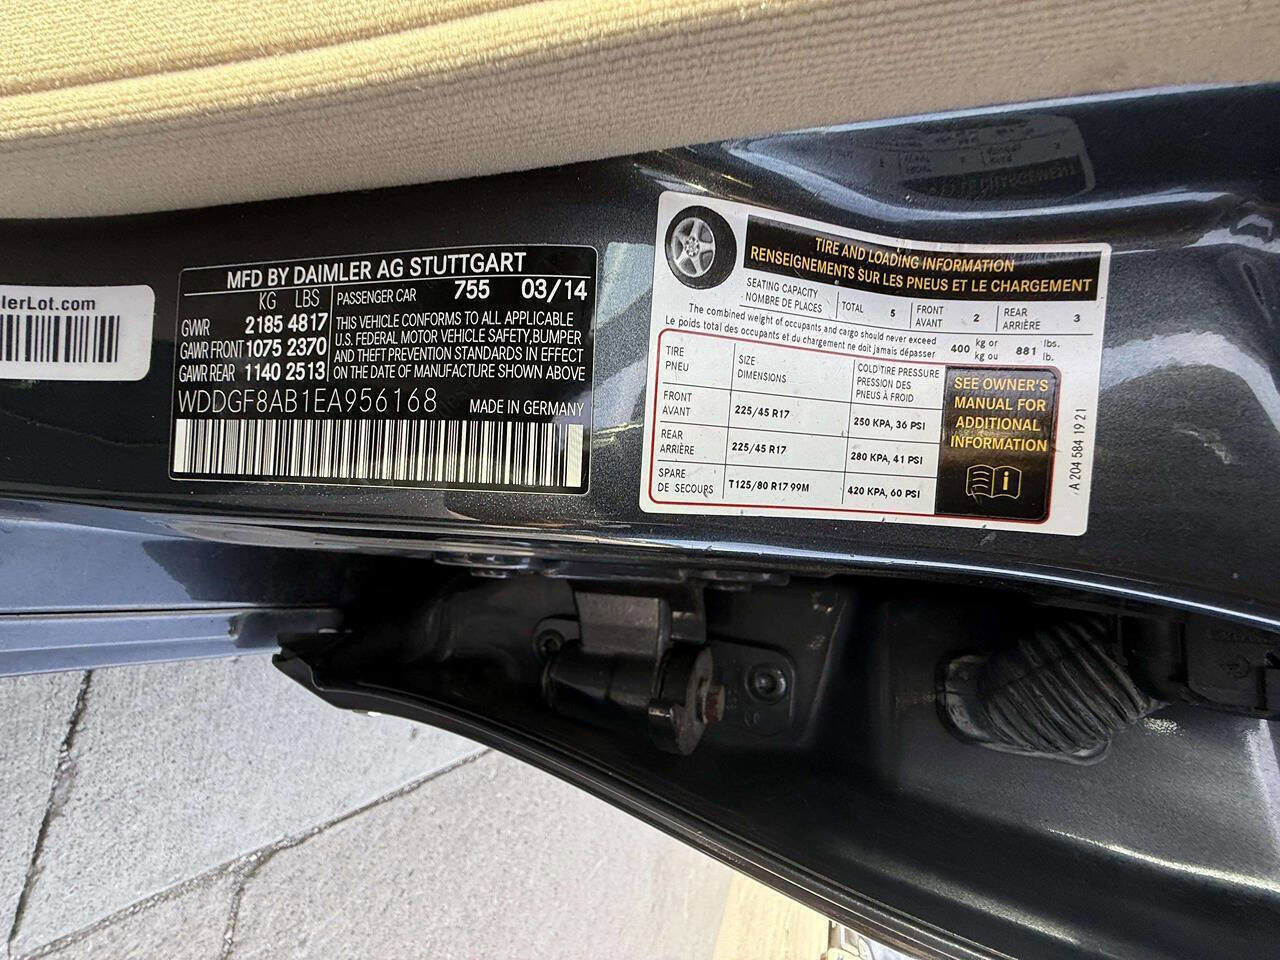 lerLot.com
MFD BY DAIMLER AG STUTTGART
KG LBS
GVWR 2185 4817
GAWR FRONT 1075 2370
GAWR REAR 1140 2513
PASSENGER CAR 755 03/14
THIS VEHICLE CONFORMS TO ALL APPLICABLE
U.S. FEDERAL MOTOR VEHICLE SAFETY,BUMPER
AND THEFT PREVENTION STANDARDS IN EFFECT
ON THE DATE OF MANUFACTURE SHOWN ABOVE
WDDGF8AB1EA956168 MADE IN GERMANY
TIRE AND LOADING INFORMATION
RENSEIGNEMENTS SUR LES PNEUS ET LE CHARGEMENT
SEATING CAPACITY
NOMBRE DE PLACES
TOTAL 5
FRONT
AVANT 2
REAR
ARRIÈRE 3
The combined weight of occupants and cargo should never exceed
Le poids total des occupants et du chargement ne doit jamais dépasser
400 kg or
kg ou
881 lbs.
lb.
TIRE
PNEU
SIZE
DIMENSIONS
COLD TIRE PRESSURE
PRESSION DES
PNEUS À FROID
FRONT
AVANT
225/45 R17
250 KPA, 36 PSI
REAR
ARRIÈRE
225/45 R17
280 KPA, 41 PSI
SPARE
DE SECOURS
T125/80 R17 99M
420 KPA, 60 PSI
SEE OWNER'S
MANUAL FOR
ADDITIONAL
INFORMATION
i
A 204 584 19 21